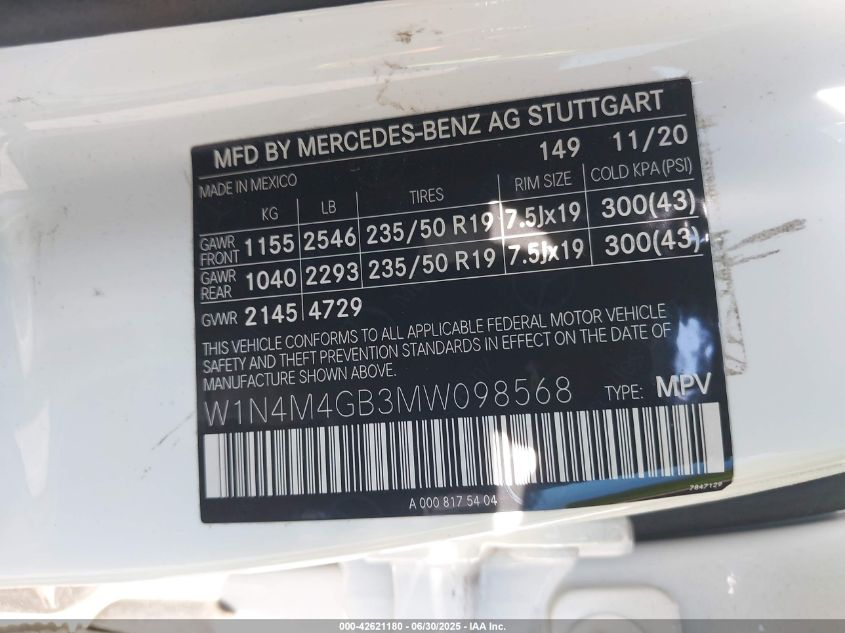 MFD BY MERCEDES-BENZ AG STUTTGART
149 11/20
MADE IN MEXICO
KG LB TIRES RIM SIZE COLD KPA (PSI)
GAWR FRONT 1155 2546 235/50 R19 7.5Jx19 300(43)
GAWR REAR 1040 2293 235/50 R19 7.5Jx19 300(43)
GVWR 2145 4729
THIS VEHICLE CONFORMS TO ALL APPLICABLE FEDERAL MOTOR VEHICLE
SAFETY AND THEFT PREVENTION STANDARDS IN EFFECT ON THE DATE OF
MANUFACTURE SHOWN ABOVE.
W1N4M4GB3MW098568 TYPE: MPV
A 000 817 54 04
7847129
000-42621180 - 06/30/2025 - IAA Inc.